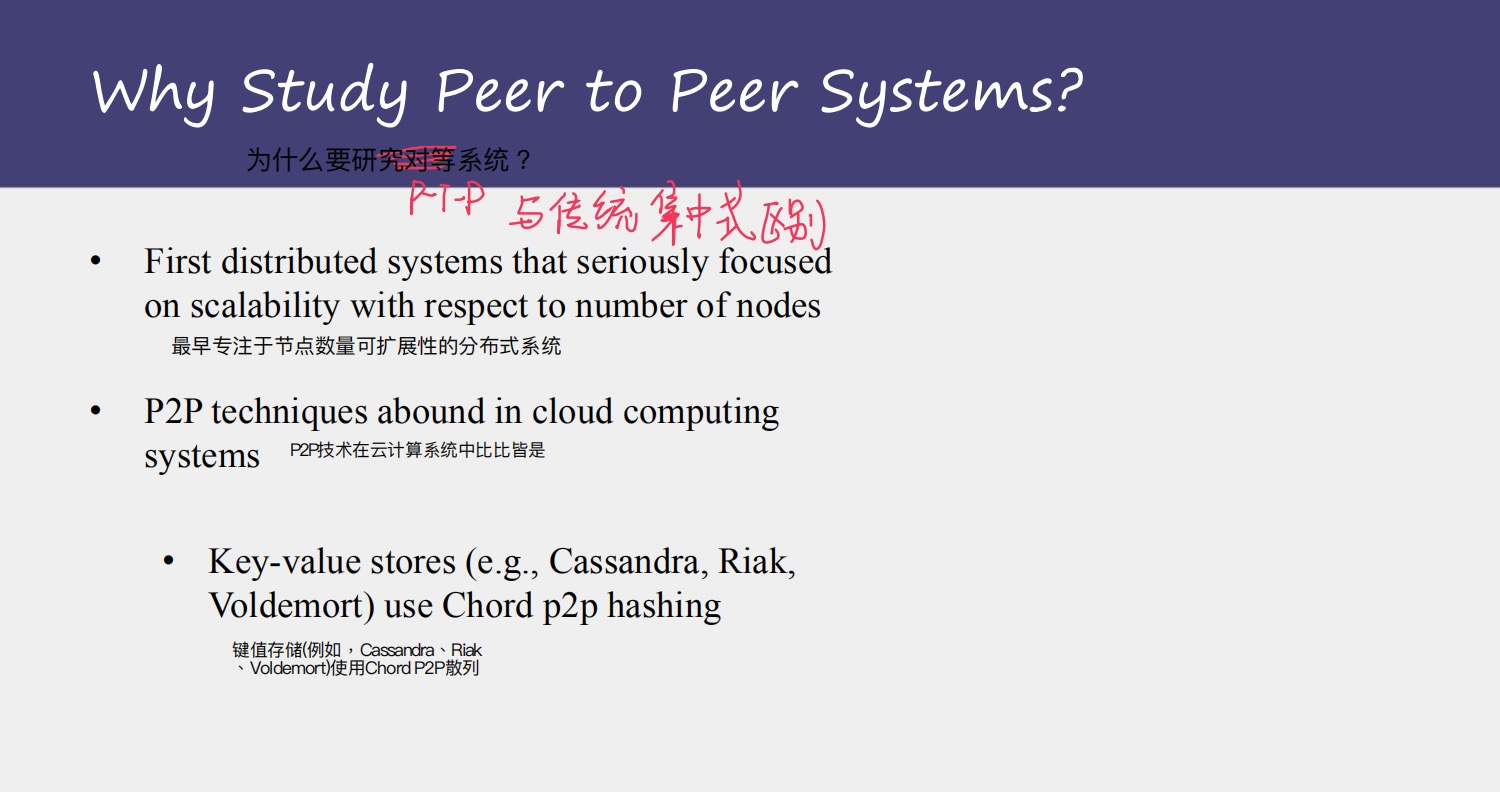 Why Study Peer to Peer Systems?
为什么要研究对等系统？
P-T-P 与传统集中式区别
• First distributed systems that seriously focused
on scalability with respect to number of nodes
最早专注于节点数量可扩展性的分布式系统
• P2P techniques abound in cloud computing
systems P2P技术在云计算系统中比比皆是
• Key-value stores (e.g., Cassandra, Riak,
Voldemort) use Chord p2p hashing
键值存储(例如，Cassandra、Riak
、Voldemort)使用Chord P2P散列